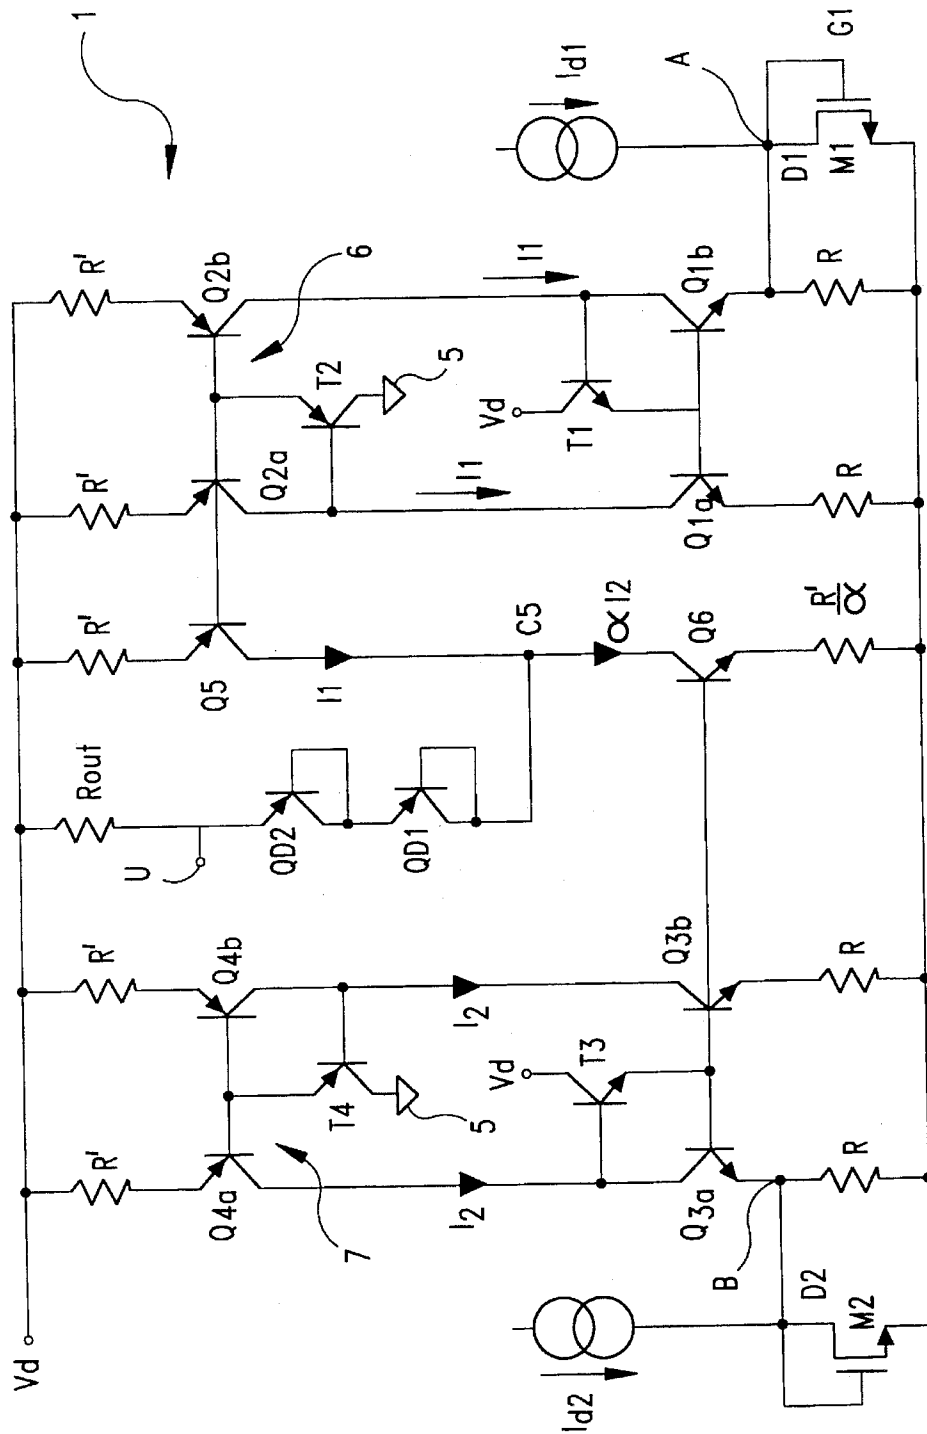 Vd
1
R'
R'
Rout
R'
R'
R'
U
Q4a
Q4b
Q5
Q2b
QD2
Q2a
7
T4
I1
T2
6
QD1
I2
I2
5
I1
5
Vd
C5
Vd
I1
Id2
T3
αI2
T1
Id1
B
Q3a
Q3b
Q6
Q1a
Q1b
A
D2
D1
M2
R
R
R'/α
R
R
M1
G1